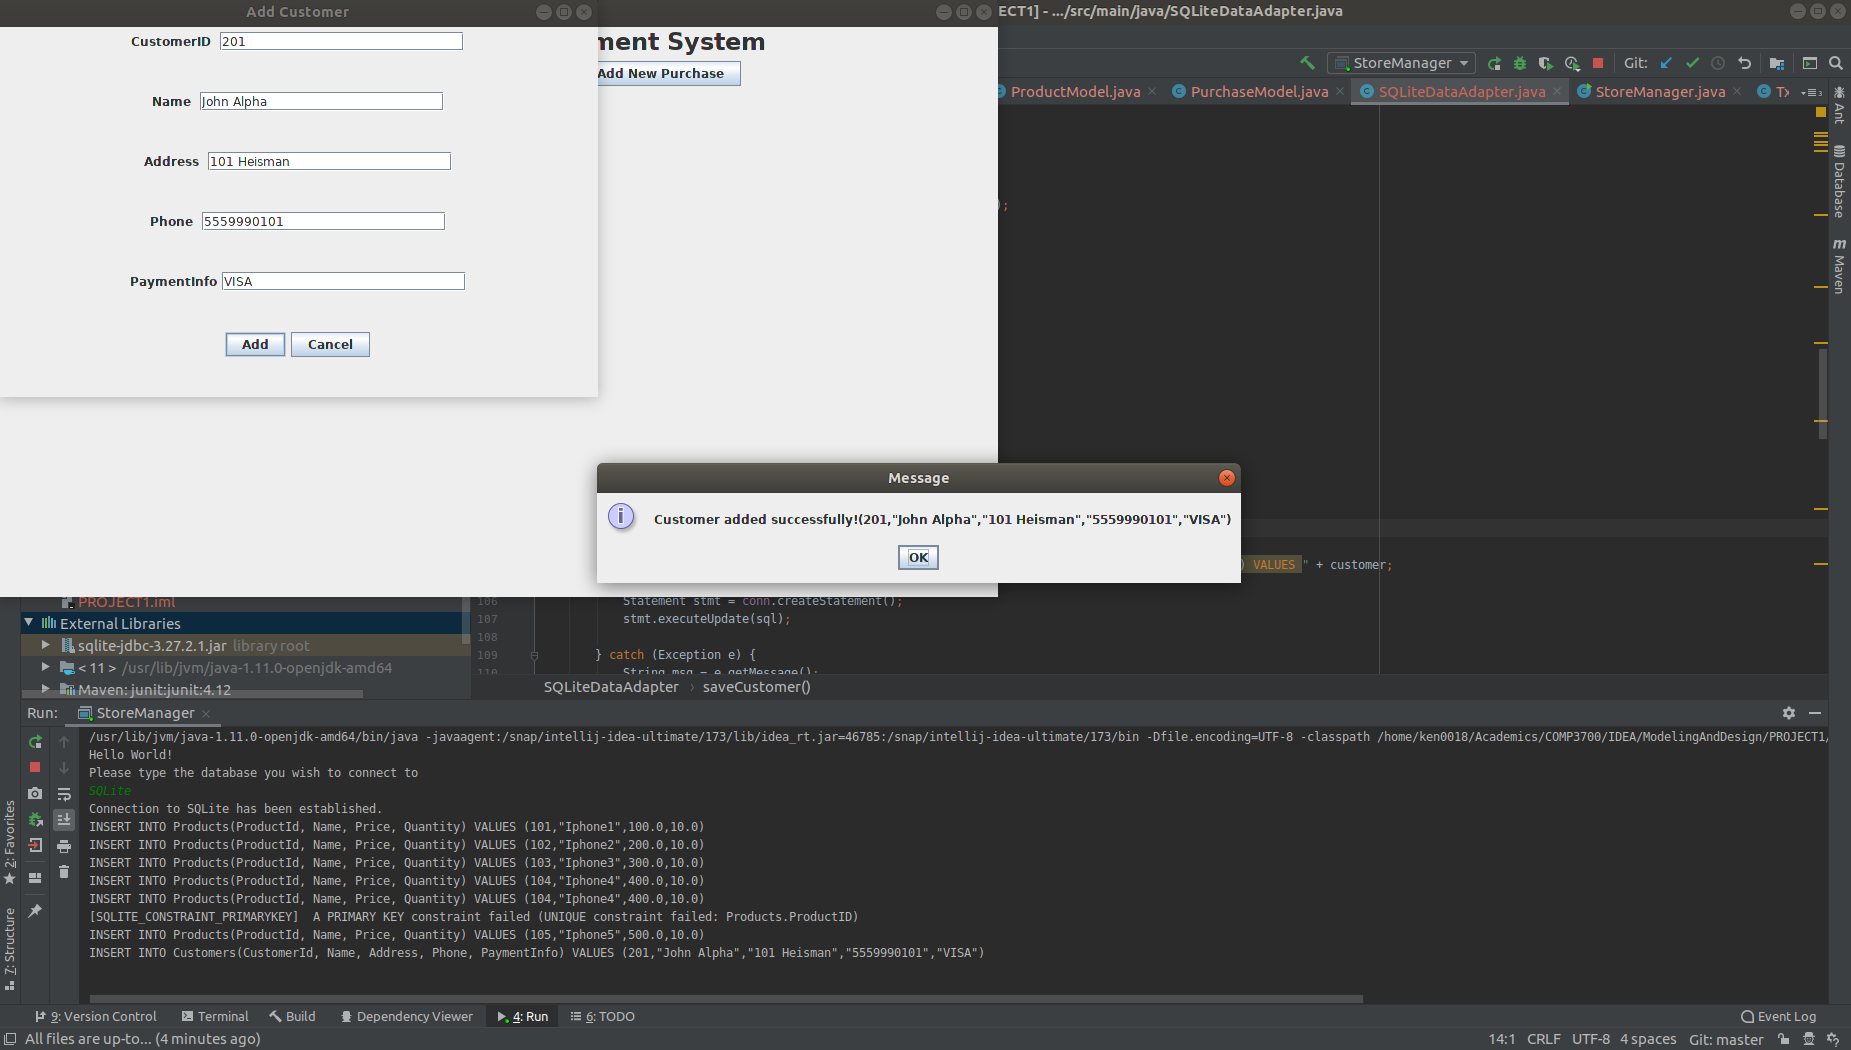 Add Customer
CustomerID 201
Name John Alpha
Address 101 Heisman
Phone 5559990101
PaymentInfo VISA
Add Cancel
ment System
Add New Purchase
ECT1] - .../src/main/java/SQLiteDataAdapter.java
StoreManager Git:
ProductModel.java PurchaseModel.java SQLiteDataAdapter.java StoreManager.java Tx
Ant
Database
Maven
);
Message
Customer added successfully!(201,"John Alpha","101 Heisman","5559990101","VISA")
OK
) VALUES " + customer;
PROJECT1.iml
External Libraries
sqlite-jdbc-3.27.2.1.jar library root
< 11 > /usr/lib/jvm/java-1.11.0-openjdk-amd64
Maven: junit:junit:4.12
106 Statement stmt = conn.createStatement();
107 stmt.executeUpdate(sql);
108
109 } catch (Exception e) {
110 String msg = e.getMessage();
SQLiteDataAdapter › saveCustomer()
Run: StoreManager
/usr/lib/jvm/java-1.11.0-openjdk-amd64/bin/java -javaagent:/snap/intellij-idea-ultimate/173/lib/idea_rt.jar=46785:/snap/intellij-idea-ultimate/173/bin -Dfile.encoding=UTF-8 -classpath /home/ken0018/Academics/COMP3700/IDEA/ModelingAndDesign/PROJECT1/
Hello World!
Please type the database you wish to connect to
SQLite
Connection to SQLite has been established.
INSERT INTO Products(ProductId, Name, Price, Quantity) VALUES (101,"Iphone1",100.0,10.0)
INSERT INTO Products(ProductId, Name, Price, Quantity) VALUES (102,"Iphone2",200.0,10.0)
INSERT INTO Products(ProductId, Name, Price, Quantity) VALUES (103,"Iphone3",300.0,10.0)
INSERT INTO Products(ProductId, Name, Price, Quantity) VALUES (104,"Iphone4",400.0,10.0)
INSERT INTO Products(ProductId, Name, Price, Quantity) VALUES (104,"Iphone4",400.0,10.0)
[SQLITE_CONSTRAINT_PRIMARYKEY]  A PRIMARY KEY constraint failed (UNIQUE constraint failed: Products.ProductID)
INSERT INTO Products(ProductId, Name, Price, Quantity) VALUES (105,"Iphone5",500.0,10.0)
INSERT INTO Customers(CustomerId, Name, Address, Phone, PaymentInfo) VALUES (201,"John Alpha","101 Heisman","5559990101","VISA")
2: Favorites
7: Structure
9: Version Control Terminal Build Dependency Viewer 4: Run 6: TODO Event Log
All files are up-to... (4 minutes ago) 14:1 CRLF UTF-8 4 spaces Git: master